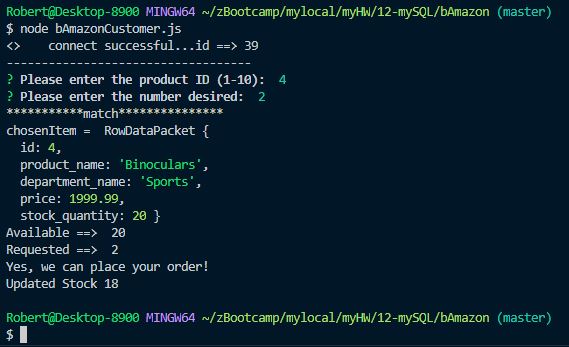 Robert@Desktop-8900 MINGW64 ~/zBootcamp/mylocal/myHW/12-mySQL/bAmazon (master)
$ node bAmazonCustomer.js
<>    connect successful...id ==> 39
-----------------------------------
? Please enter the product ID (1-10):  4
? Please enter the number desired:  2
***********match***************
chosenItem =  RowDataPacket {
  id: 4,
  product_name: 'Binoculars',
  department_name: 'Sports',
  price: 1999.99,
  stock_quantity: 20 }
Available ==>  20
Requested ==>  2
Yes, we can place your order!
Updated Stock 18
Robert@Desktop-8900 MINGW64 ~/zBootcamp/mylocal/myHW/12-mySQL/bAmazon (master)
$